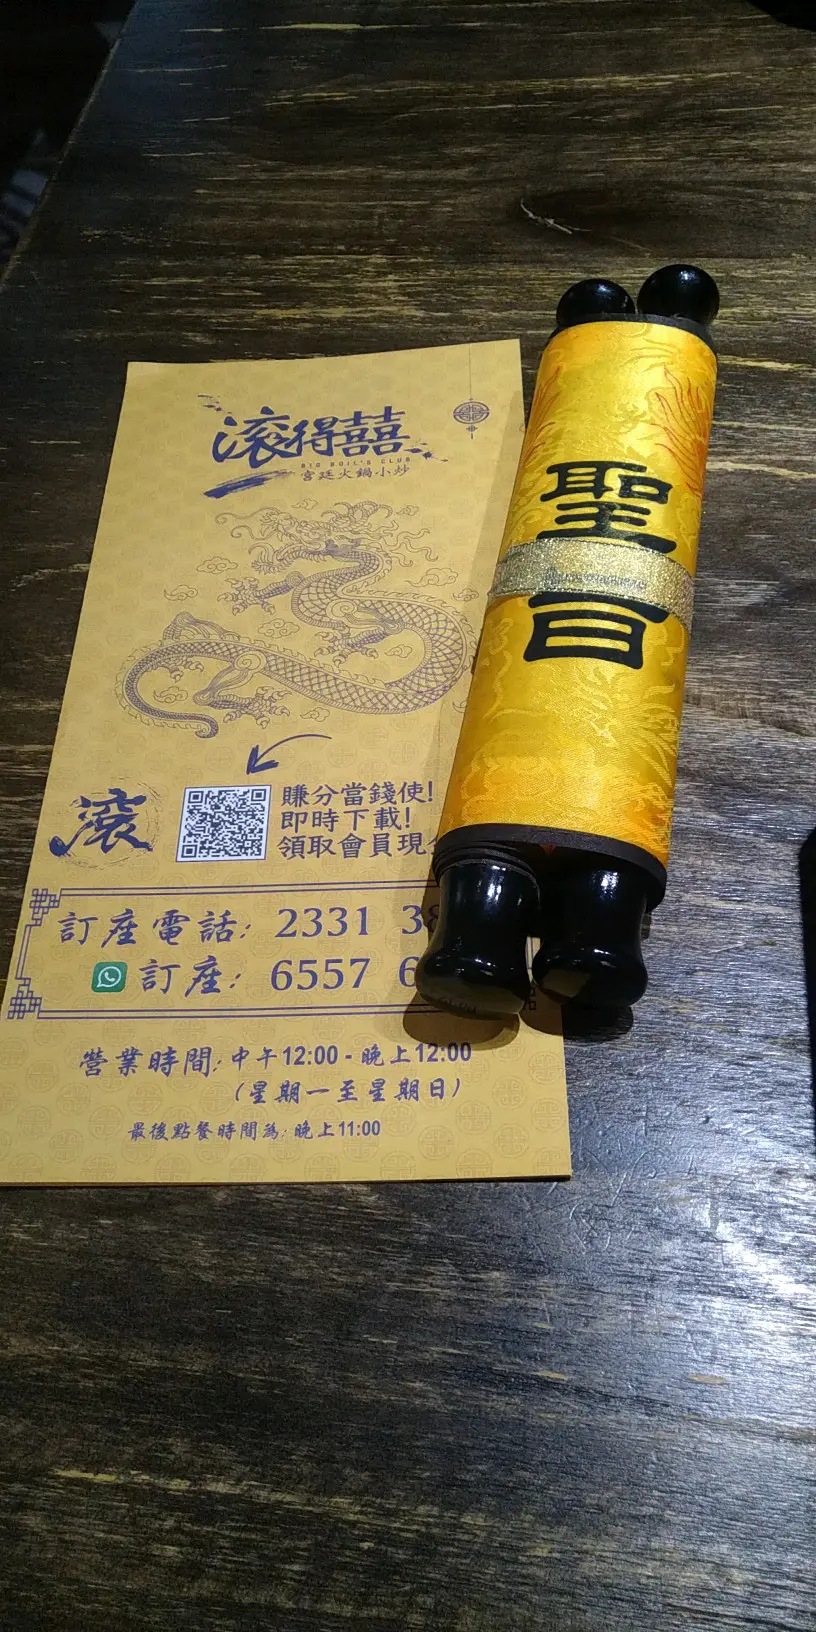 滾得囍
BIG BOIL'S CLUB
宮廷火鍋小炒
滾
賺分當錢使!
即時下載!
領取會員現
訂座電話: 2331 3
訂座: 6557 6
營業時間: 中午12:00 - 晚上12:00
(星期一至星期日)
最後點餐時間為: 晚上11:00
聖
旨